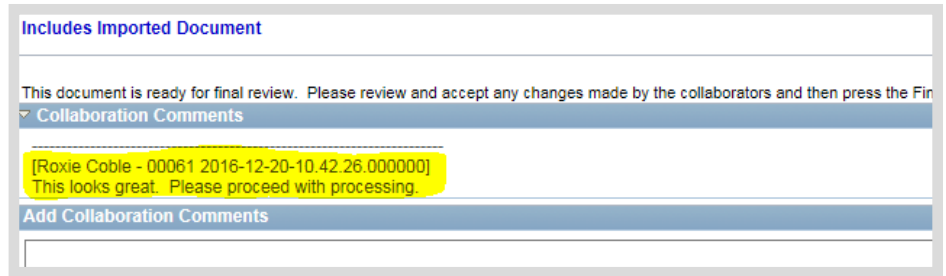 Includes Imported Document
This document is ready for final review. Please review and accept any changes made by the collaborators and then press the Fin
Collaboration Comments
[Roxie Coble - 00061 2016-12-20-10.42.26.000000]
This looks great. Please proceed with processing.
Add Collaboration Comments